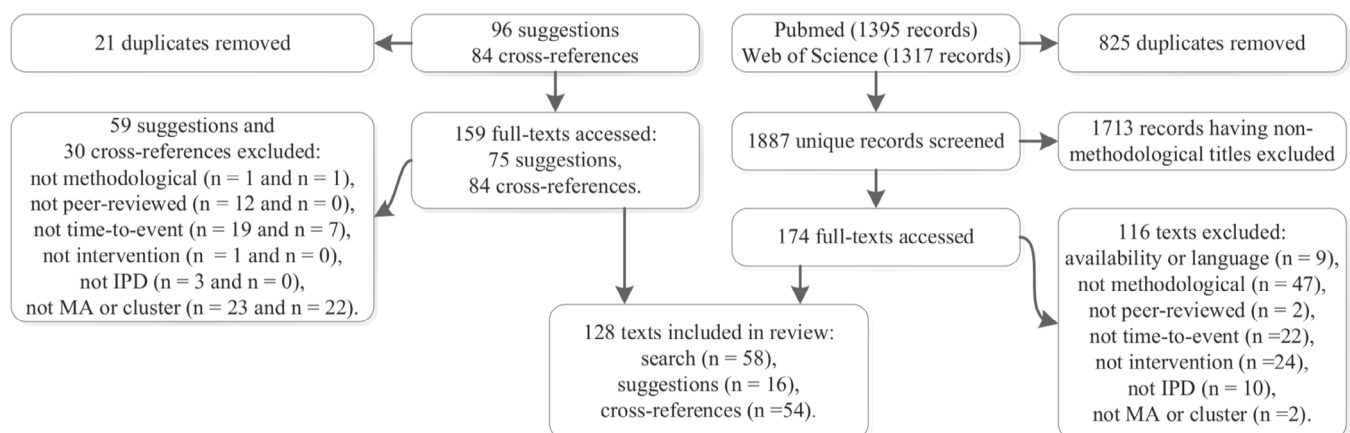 21 duplicates removed
96 suggestions
84 cross-references
Pubmed (1395 records)
Web of Science (1317 records)
825 duplicates removed
59 suggestions and
30 cross-references excluded:
not methodological (n = 1 and n = 1),
not peer-reviewed (n = 12 and n = 0),
not time-to-event (n = 19 and n = 7),
not intervention (n = 1 and n = 0),
not IPD (n = 3 and n = 0),
not MA or cluster (n = 23 and n = 22).
159 full-texts accessed:
75 suggestions,
84 cross-references.
1887 unique records screened
1713 records having non-
methodological titles excluded
174 full-texts accessed
116 texts excluded:
availability or language (n = 9),
not methodological (n = 47),
not peer-reviewed (n = 2),
not time-to-event (n =22),
not intervention (n =24),
not IPD (n = 10),
not MA or cluster (n =2).
128 texts included in review:
search (n = 58),
suggestions (n = 16),
cross-references (n =54).